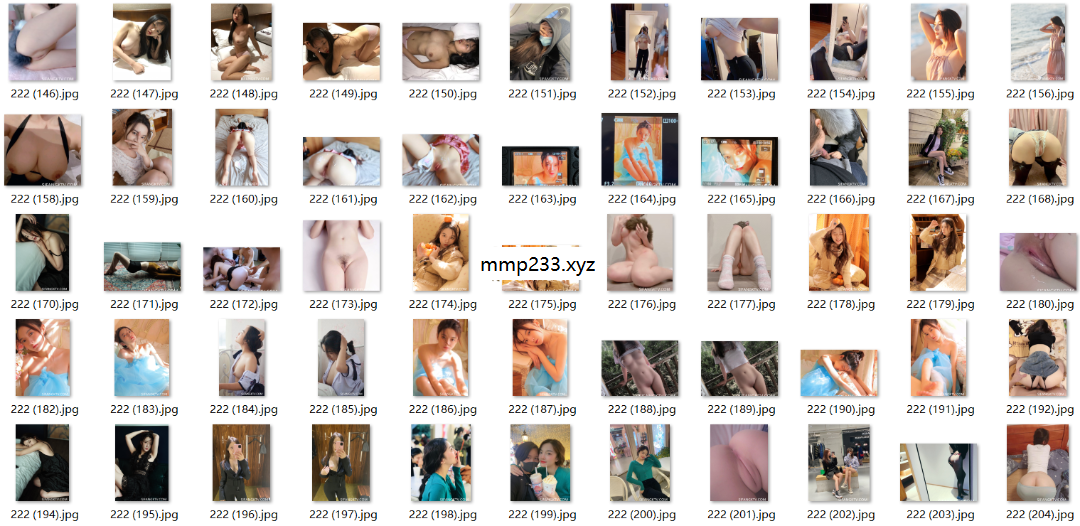 222 (146).jpg 222 (147).jpg 222 (148).jpg 222 (149).jpg 222 (150).jpg 222 (151).jpg 222 (152).jpg 222 (153).jpg 222 (154).jpg 222 (155).jpg 222 (156).jpg
222 (158).jpg 222 (159).jpg 222 (160).jpg 222 (161).jpg 222 (162).jpg 222 (163).jpg 222 (164).jpg 222 (165).jpg 222 (166).jpg 222 (167).jpg 222 (168).jpg
mmp233.xyz
222 (170).jpg 222 (171).jpg 222 (172).jpg 222 (173).jpg 222 (174).jpg 222 (175).jpg 222 (176).jpg 222 (177).jpg 222 (178).jpg 222 (179).jpg 222 (180).jpg
222 (182).jpg 222 (183).jpg 222 (184).jpg 222 (185).jpg 222 (186).jpg 222 (187).jpg 222 (188).jpg 222 (189).jpg 222 (190).jpg 222 (191).jpg 222 (192).jpg
222 (194).jpg 222 (195).jpg 222 (196).jpg 222 (197).jpg 222 (198).jpg 222 (199).jpg 222 (200).jpg 222 (201).jpg 222 (202).jpg 222 (203).jpg 222 (204).jpg